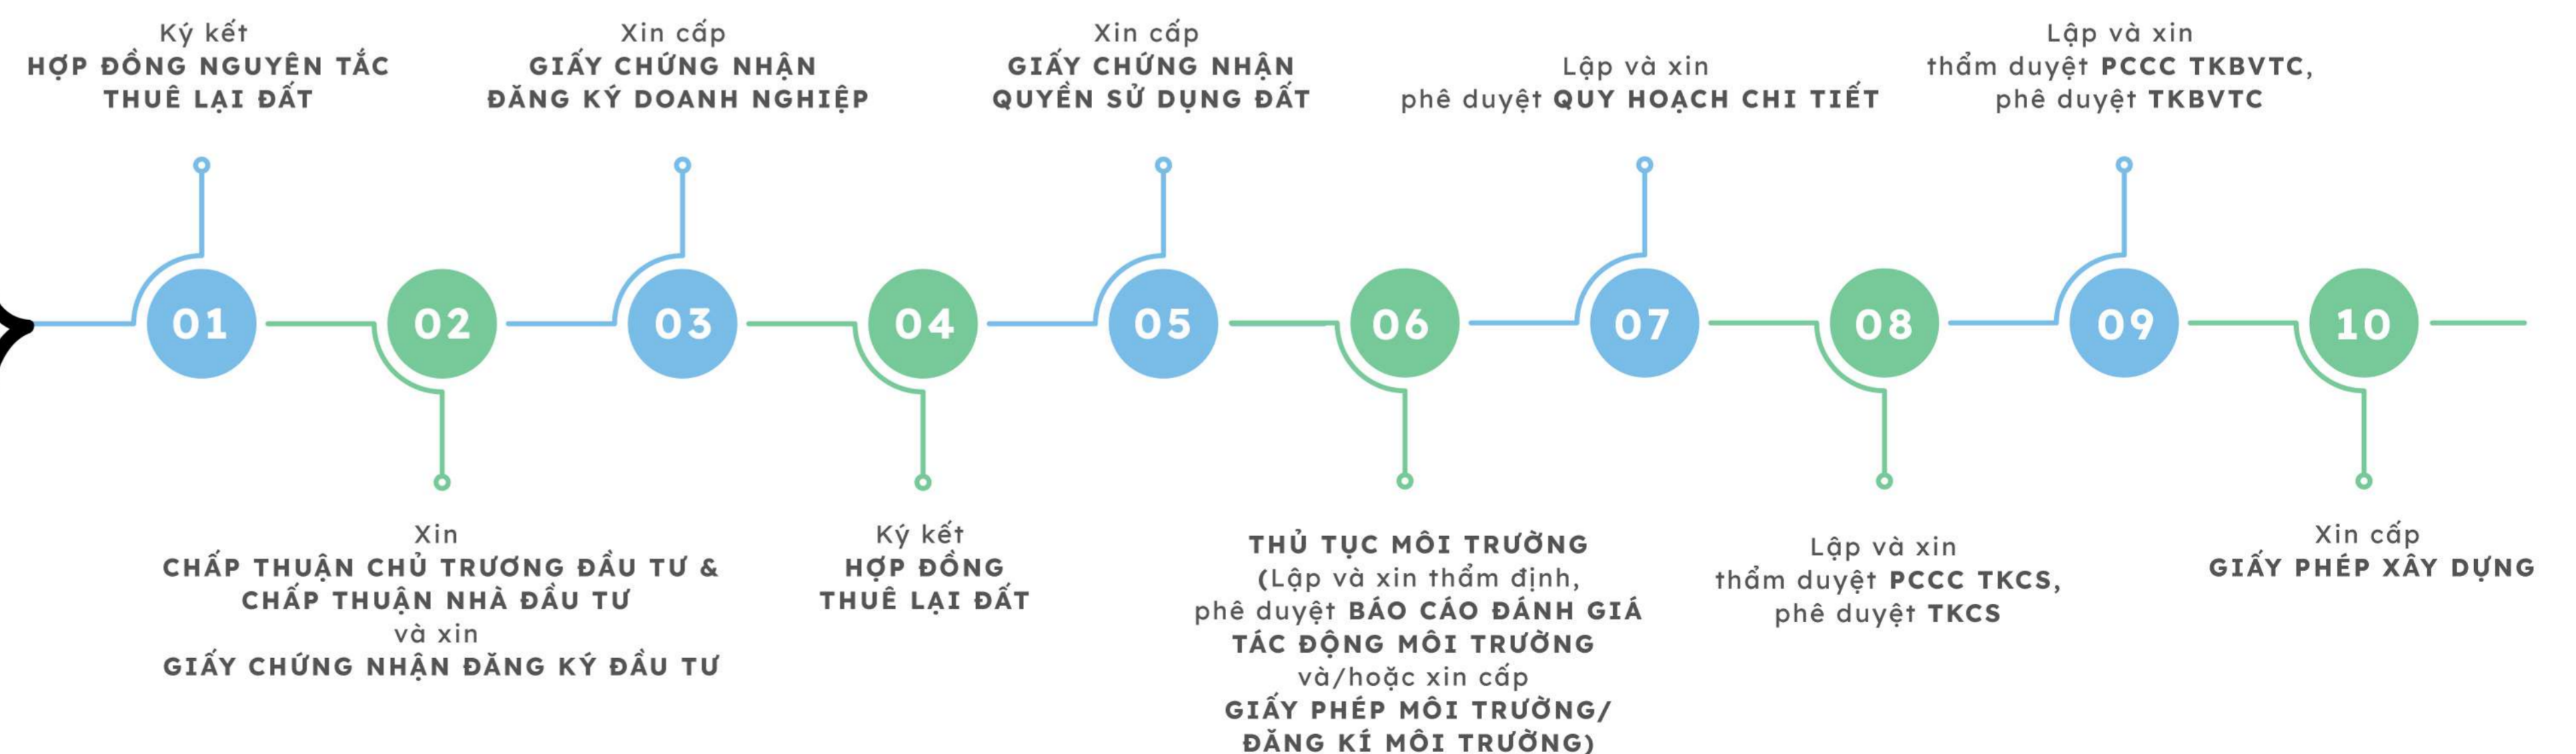 Ký kết
HỢP ĐỒNG NGUYÊN TẮC
THUÊ LẠI ĐẤT
Xin cấp
GIẤY CHỨNG NHẬN
ĐĂNG KÝ DOANH NGHIỆP
Xin cấp
GIẤY CHỨNG NHẬN
QUYỀN SỬ DỤNG ĐẤT
Lập và xin
phê duyệt QUY HOẠCH CHI TIẾT
Lập và xin
thẩm duyệt PCCC TKBVTC,
phê duyệt TKBVTC
01
02
03
04
05
06
07
08
09
10
Xin
CHẤP THUẬN CHỦ TRƯƠNG ĐẦU TƯ &
CHẤP THUẬN NHÀ ĐẦU TƯ
và xin
GIẤY CHỨNG NHẬN ĐĂNG KÝ ĐẦU TƯ
Ký kết
HỢP ĐỒNG
THUÊ LẠI ĐẤT
THỦ TỤC MÔI TRƯỜNG
(Lập và xin thẩm định,
phê duyệt BÁO CÁO ĐÁNH GIÁ
TÁC ĐỘNG MÔI TRƯỜNG
và/hoặc xin cấp
GIẤY PHÉP MÔI TRƯỜNG/
ĐĂNG KÍ MÔI TRƯỜNG)
Lập và xin
thẩm duyệt PCCC TKCS,
phê duyệt TKCS
Xin cấp
GIẤY PHÉP XÂY DỰNG